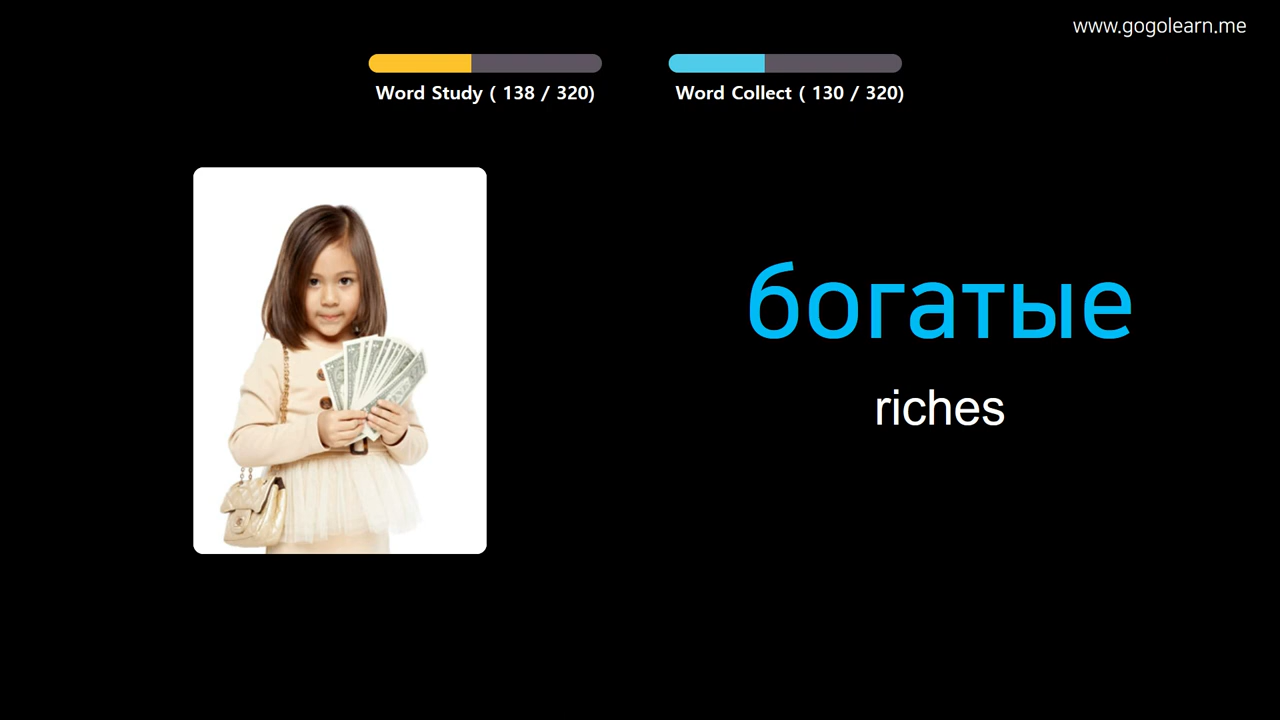 www.gogolearn.me
Word Study ( 138 / 320)
Word Collect ( 130 / 320)
богатые
riches